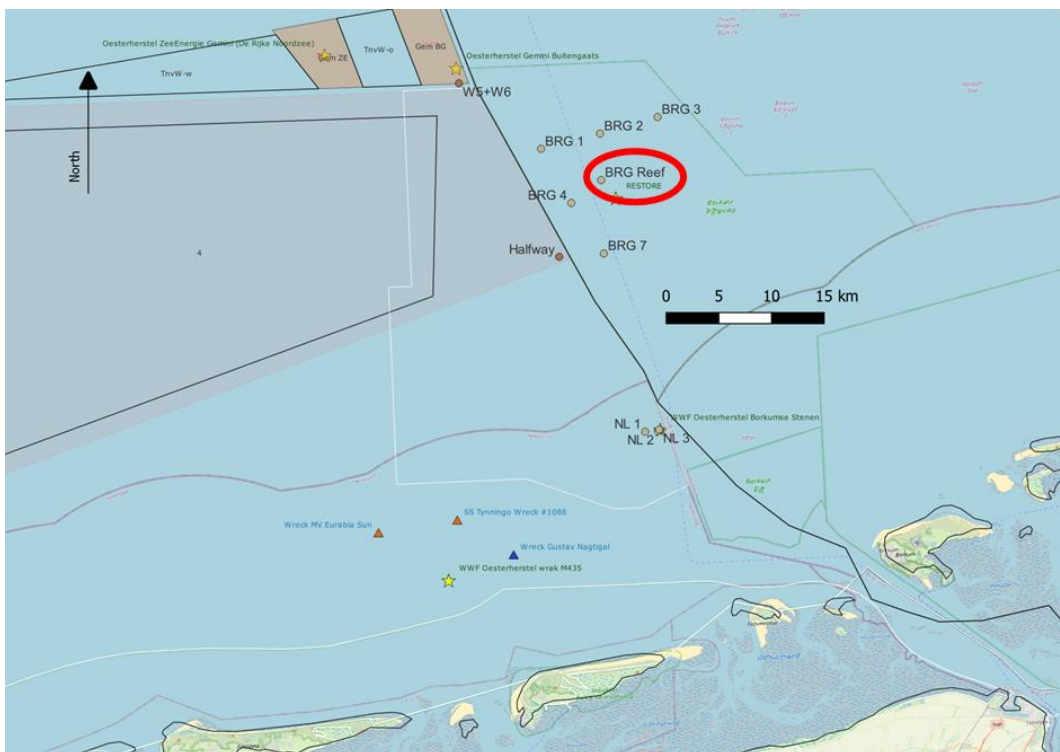 Oesterherstel ZeeEnergie Gemini (De Rijke Noordzee)
Gem ZE
TnvW-o
Gem BG
Oesterherstel Gemini Buitengaats
TnvW-w
W5+W6
North
BRG 3
BRG 2
BRG 1
BRG Reef
RESTORE
BRG 4
BRG 7
Halfway
4
0 5 10 15 km
WWF Oesterherstel Borkumse Stenen
NL 1
NL 2
NL 3
SS Tynningo Wreck #1086
Wreck MV Eurabia Sun
Wreck Gustav Nagtigal
WWF Oesterherstel wrak M435
Borkum